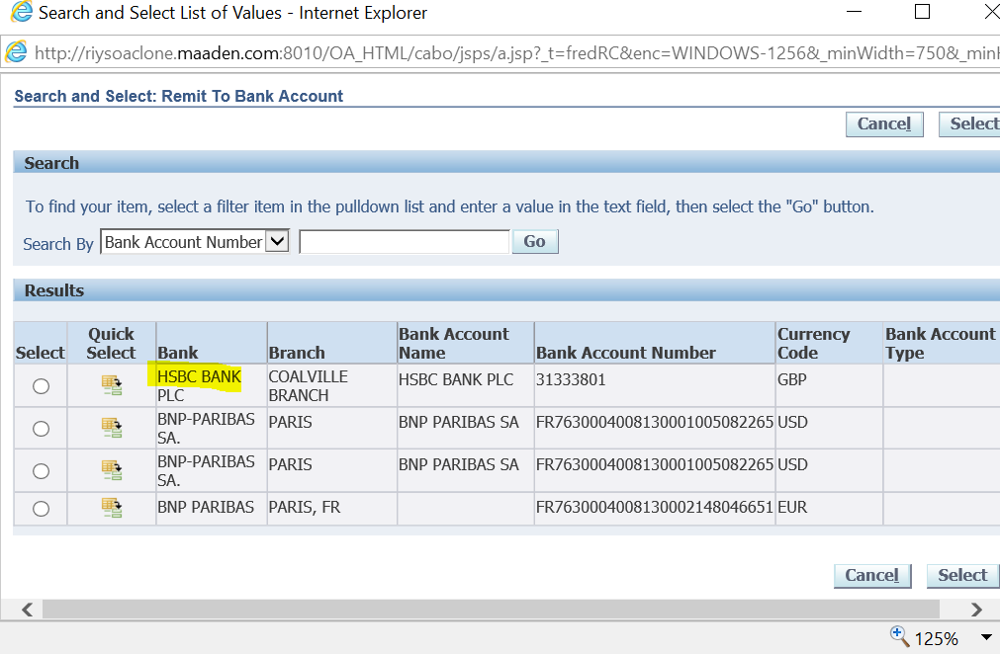 Search and Select List of Values - Internet Explorer
http://riysoaclone.maaden.com:8010/OA_HTML/cabo/jsps/a.jsp?_t=fredRC&enc=WINDOWS-1256&_minWidth=750&_minH
Search and Select: Remit To Bank Account
Cancel Select
Search
To find your item, select a filter item in the pulldown list and enter a value in the text field, then select the "Go" button.
Search By Bank Account Number Go
Results
Select Quick Select Bank Branch Bank Account Name Bank Account Number Currency Code Bank Account Type
HSBC BANK PLC COALVILLE BRANCH HSBC BANK PLC 31333801 GBP
BNP-PARIBAS SA. PARIS BNP PARIBAS SA FR7630004008130001005082265 USD
BNP-PARIBAS SA. PARIS BNP PARIBAS SA FR7630004008130001005082265 USD
BNP PARIBAS PARIS, FR FR7630004008130002148046651 EUR
Cancel Select
125%